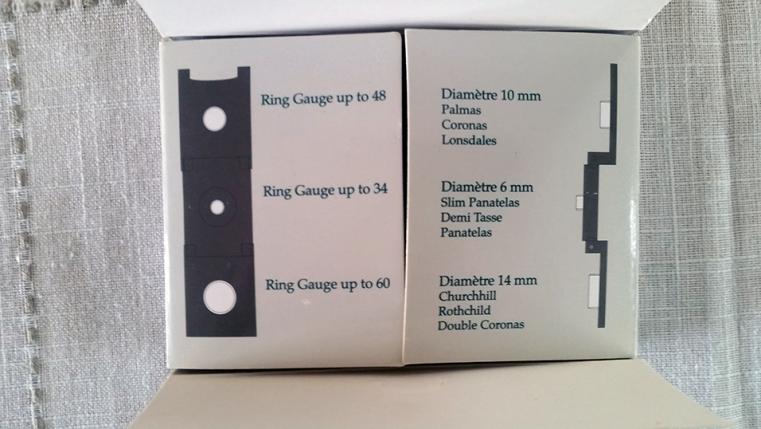 Ring Gauge up to 48
Ring Gauge up to 34
Ring Gauge up to 60
Diamètre 10 mm
Palmas
Coronas
Lonsdales
Diamètre 6 mm
Slim Panatelas
Demi Tasse
Panatelas
Diamètre 14 mm
Churchhill
Rothchild
Double Coronas